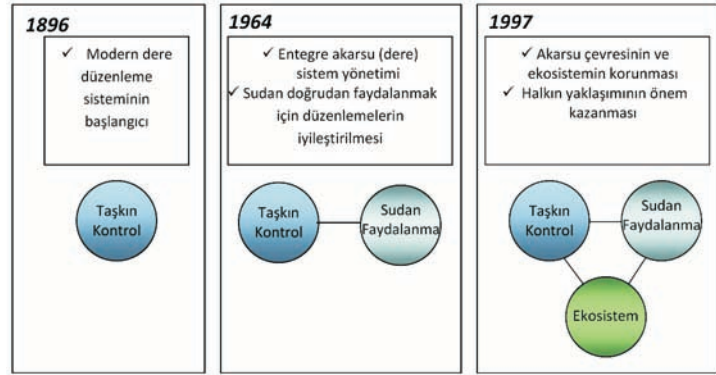 1896
✓ Modern dere
düzenleme
sisteminin
başlangıcı
Taşkın
Kontrol
1964
✓ Entegre akarsu (dere)
sistem yönetimi
✓ Sudan doğrudan faydalanmak
için düzenlemelerin
iyileştirilmesi
Taşkın
Kontrol
Sudan
Faydalanma
1997
✓ Akarsu çevresinin ve
ekosistemin korunması
✓ Halkın yaklaşımının önem
kazanması
Taşkın
Kontrol
Sudan
Faydalanma
Ekosistem